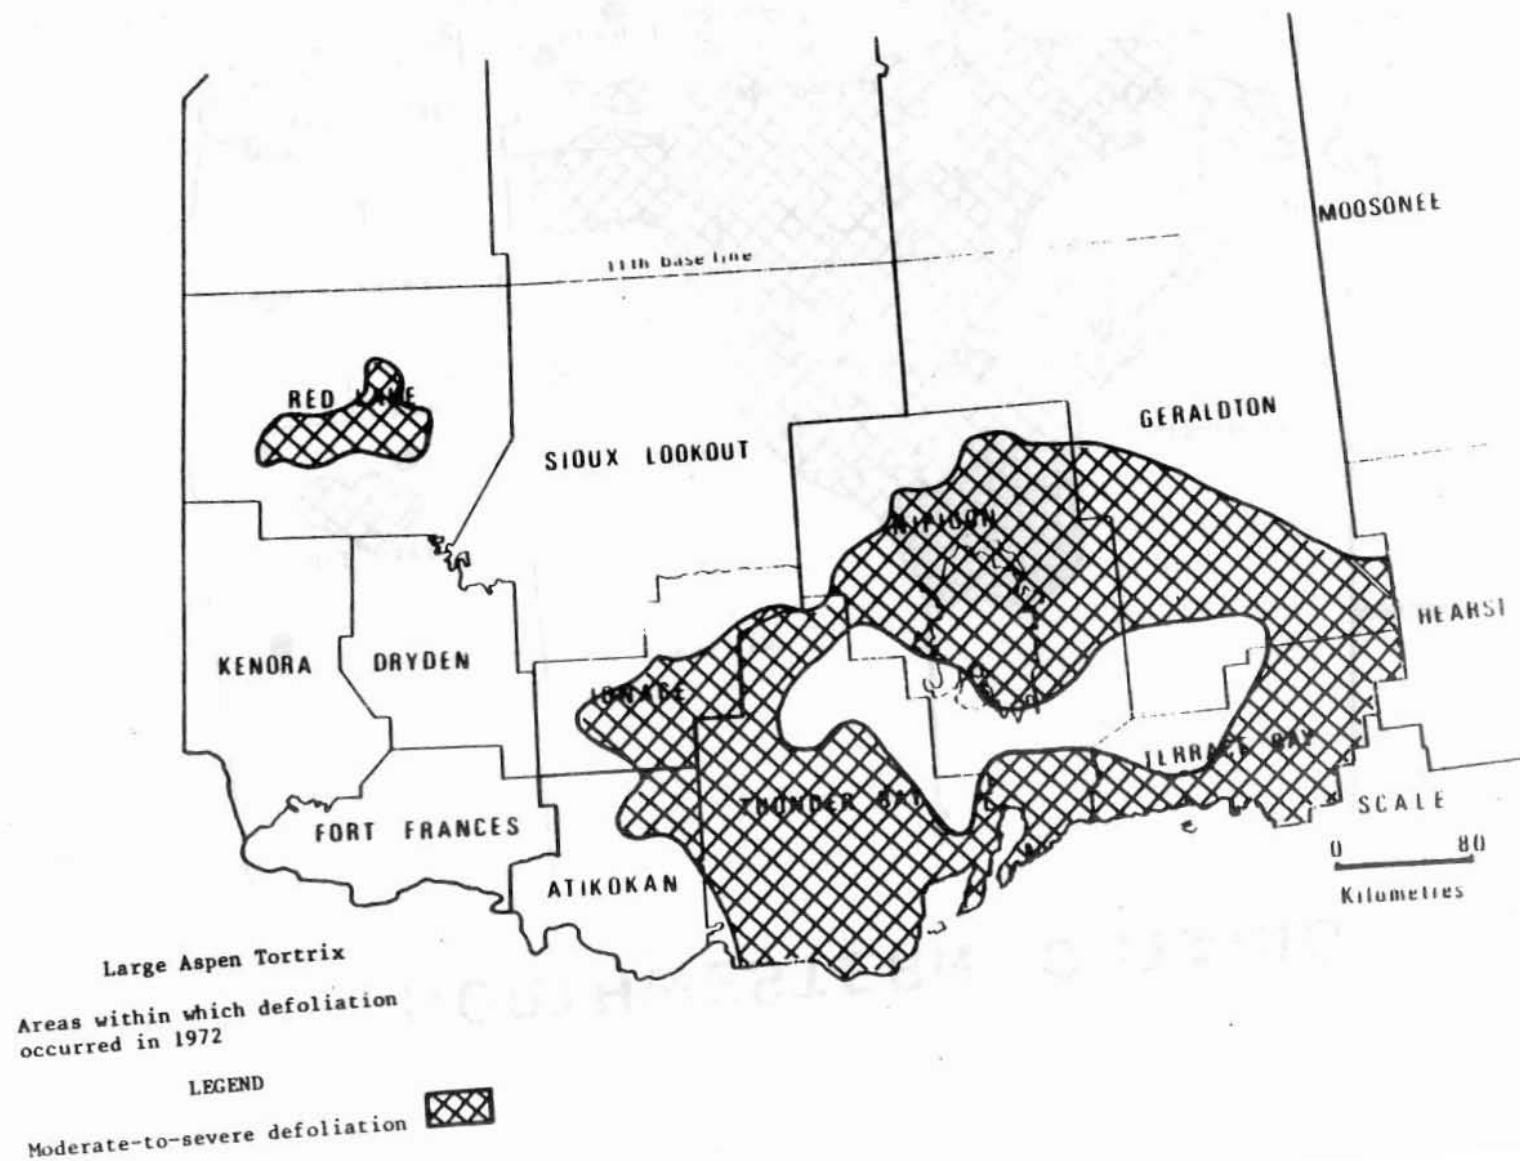 MOOSONEE
11th base line
RED LAKE
GERALDTON
SIOUX LOOKOUT
NIPIGON
HEARST
KENORA
DRYDEN
IGNACE
TERRACE BAY
THUNDER BAY
SCALE
FORT FRANCES
0 80
Kilometres
ATIKOKAN
Large Aspen Tortrix
Areas within which defoliation
occurred in 1972
LEGEND
Moderate-to-severe defoliation